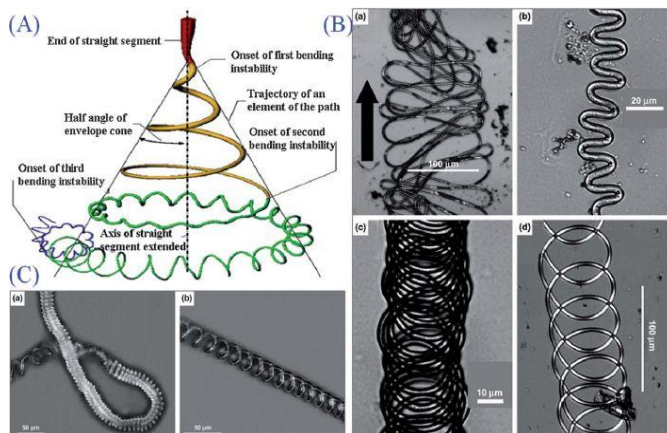 (A)
End of straight segment
Onset of first bending
instability
Trajectory of an
element of the path
Half angle of
envelope cone
Onset of second
bending instability
Onset of third
bending instability
Axis of straight
segment extended
(B)
(a)
100 μm
(b)
20 μm
(c)
10 μm
(d)
100 μm
(C)
(a)
50 μm
(b)